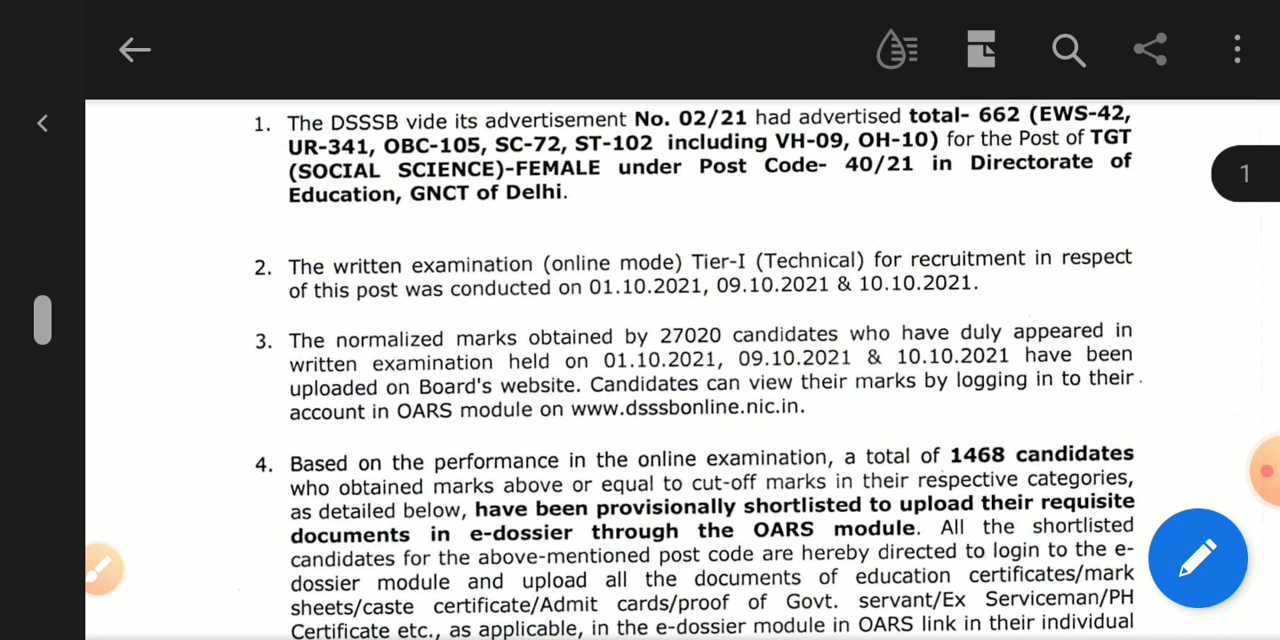 1. The DSSSB vide its advertisement No. 02/21 had advertised total- 662 (EWS-42,
UR-341, OBC-105, SC-72, ST-102 including VH-09, OH-10) for the Post of TGT
(SOCIAL SCIENCE)-FEMALE under Post Code- 40/21 in Directorate of
Education, GNCT of Delhi.
1
2. The written examination (online mode) Tier-I (Technical) for recruitment in respect
of this post was conducted on 01.10.2021, 09.10.2021 & 10.10.2021.
3. The normalized marks obtained by 27020 candidates who have duly appeared in
written examination held on 01.10.2021, 09.10.2021 & 10.10.2021 have been
uploaded on Board's website. Candidates can view their marks by logging in to their
account in OARS module on www.dsssbonline.nic.in.
4. Based on the performance in the online examination, a total of 1468 candidates
who obtained marks above or equal to cut-off marks in their respective categories,
as detailed below, have been provisionally shortlisted to upload their requisite
documents in e-dossier through the OARS module. All the shortlisted
candidates for the above-mentioned post code are hereby directed to login to the e-
dossier module and upload all the documents of education certificates/mark
sheets/caste certificate/Admit cards/proof of Govt. servant/Ex Serviceman/PH
Certificate etc., as applicable, in the e-dossier module in OARS link in their individual